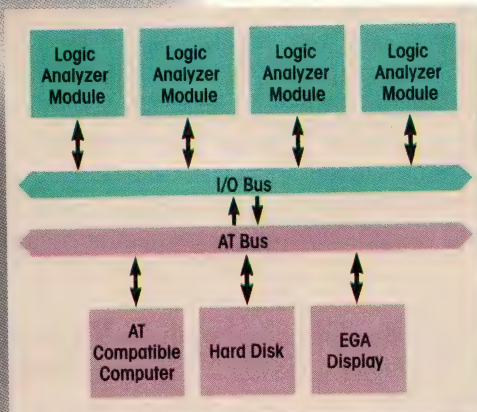 Logic
Analyzer
Module
Logic
Analyzer
Module
Logic
Analyzer
Module
Logic
Analyzer
Module
I/O Bus
AT Bus
AT
Compatible
Computer
Hard Disk
EGA
Display